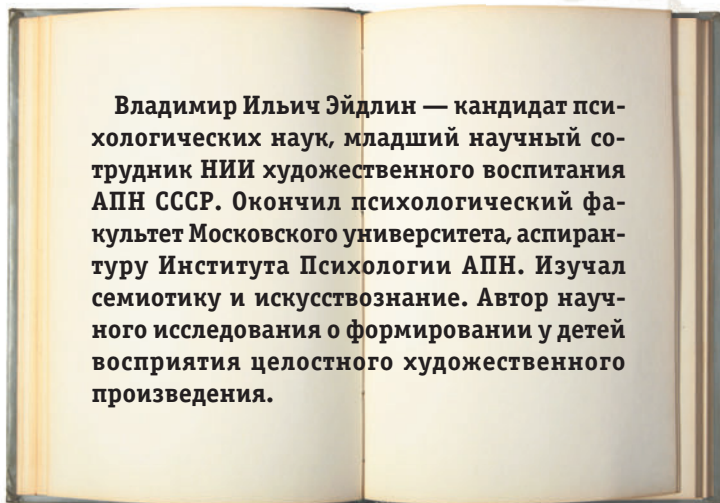 Владимир Ильич Эйдлин — кандидат пси-
хологических наук, младший научный со-
трудник НИИ художественного воспитания
АПН СССР. Окончил психологический фа-
культет Московского университета, аспиран-
туру Института Психологии АПН. Изучал
семиотику и искусствознание. Автор науч-
ного исследования о формировании у детей
восприятия целостного художественного
произведения.